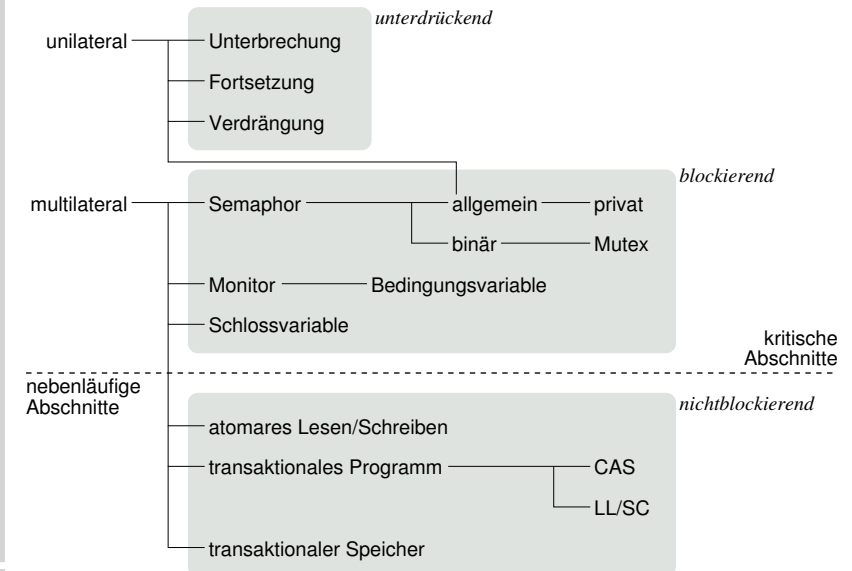 unterdrückend
unilateral Unterbrechung
Fortsetzung
Verdrängung
blockierend
multilateral Semaphor allgemein privat
binär Mutex
Monitor Bedingungsvariable
Schlossvariable
kritische
Abschnitte
nebenläufige
Abschnitte
nichtblockierend
atomares Lesen/Schreiben
transaktionales Programm CAS
LL/SC
transaktionaler Speicher